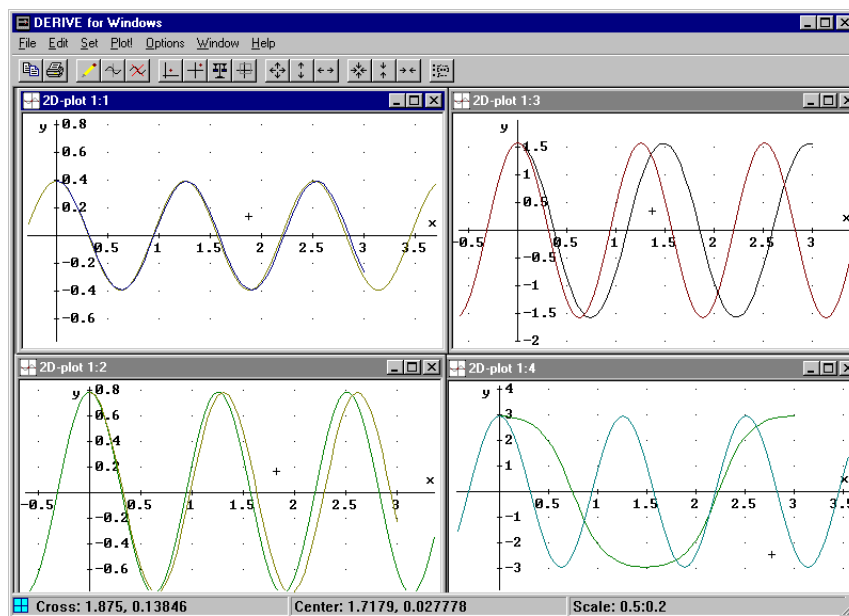 DERIVE for Windows
File Edit Set Plot! Options Window Help
2D-plot 1:1
y 0.8
0.6
0.4
0.2
x
0.5 1 1.5 2 2.5 3 3.5
-0.2
-0.4
-0.6
2D-plot 1:3
y 1.5
1
0.5
x
-0.5 0.5 1 1.5 2 2.5 3
-0.5
-1
-1.5
-2
2D-plot 1:2
y 0.8
0.6
0.4
0.2
x
-0.5 0.5 1 1.5 2 2.5 3
-0.2
-0.4
-0.6
2D-plot 1:4
y 4
3
2
1
x
0.5 1 1.5 2 2.5 3 3.5
-1
-2
-3
Cross: 1.875, 0.13846 Center: 1.7179, 0.027778 Scale: 0.5:0.2